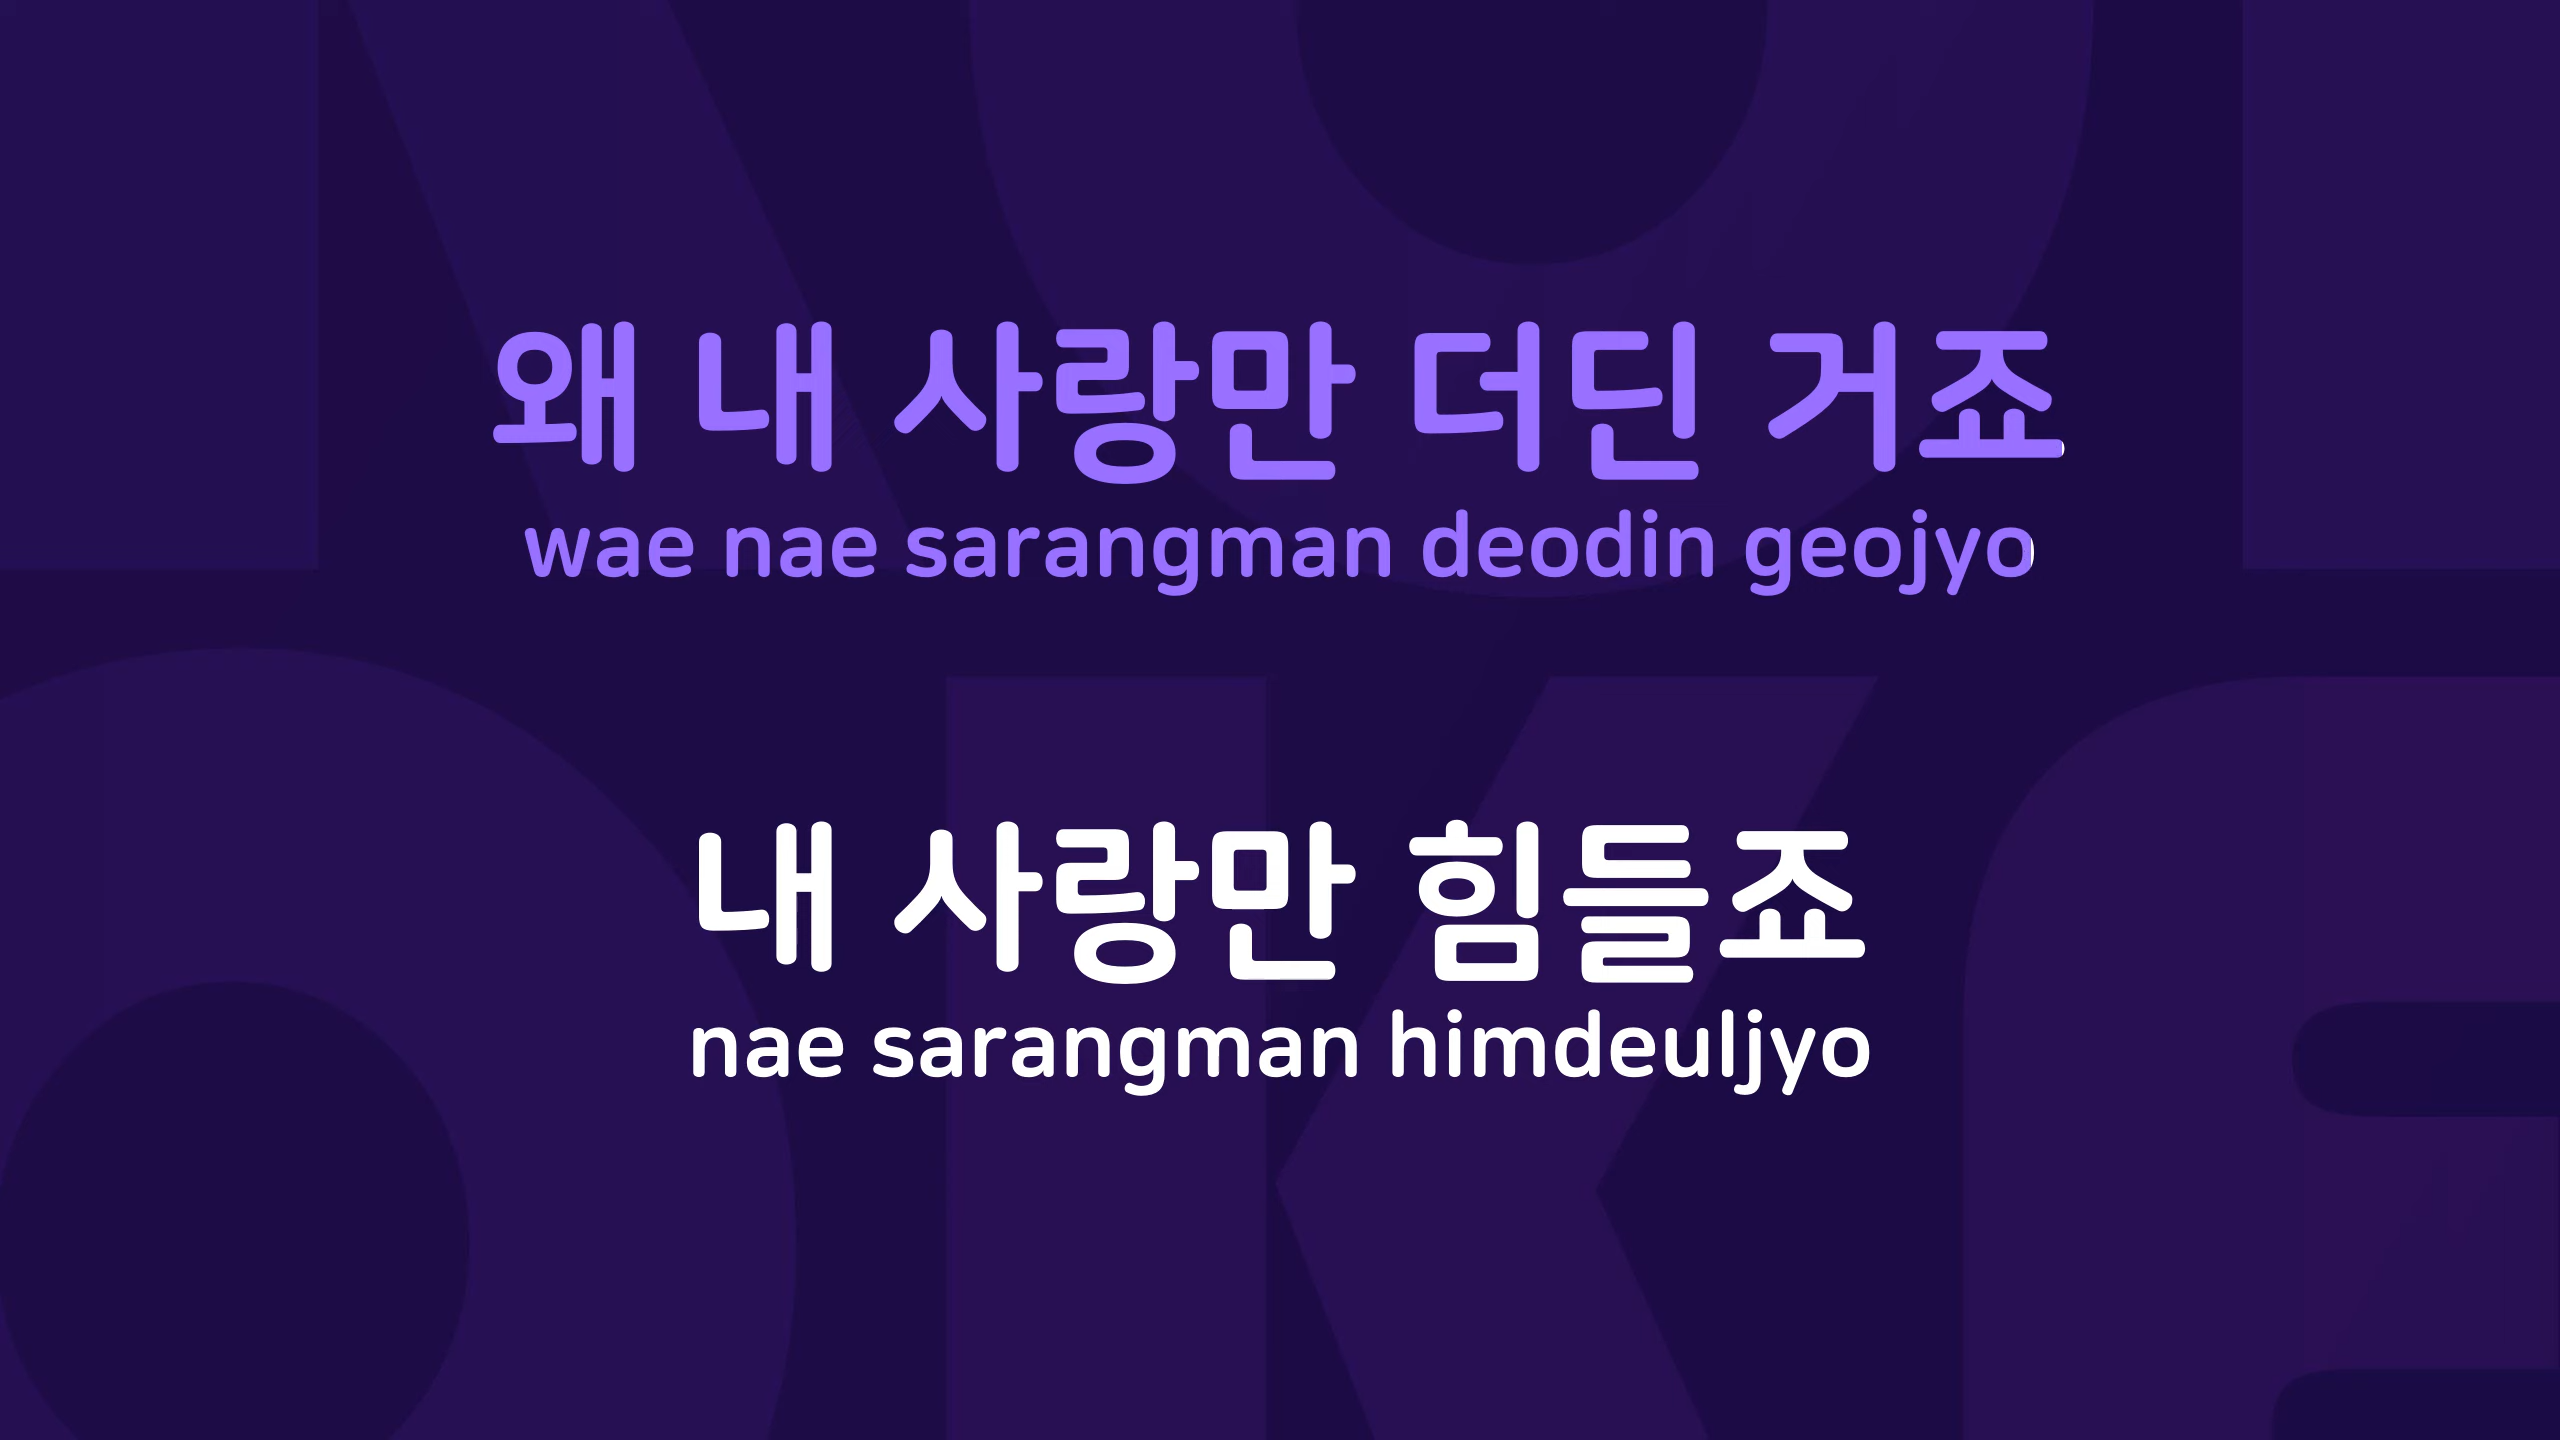 왜 내 사랑만 더딘 거죠
wae nae sarangman deodin geojyo
내 사랑만 힘들죠
nae sarangman himdeuljyo